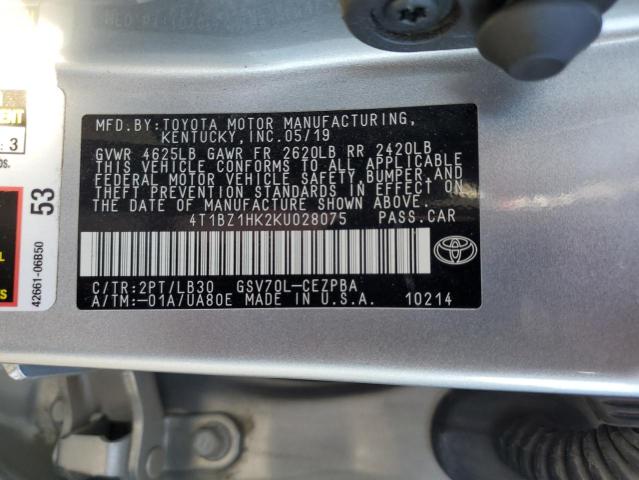 MFD.BY:TOYOTA MOTOR MANUFACTURING,
KENTUCKY, INC.05/19
GVWR 4625LB GAWR FR 2620LB RR 2420LB
THIS VEHICLE CONFORMS TO ALL APPLICABLE
FEDERAL MOTOR VEHICLE SAFETY,BUMPER,AND
THEFT PREVENTION STANDARDS IN EFFECT ON
THE DATE OF MANUFACTURE SHOWN ABOVE.
4T1BZ1HK2KU028075 PASS.CAR
C/TR:2PT/LB30 GSV70L-CEZPBA
A/TM:-01A/UA80E MADE IN U.S.A. 10214
3
53
42661-06B50